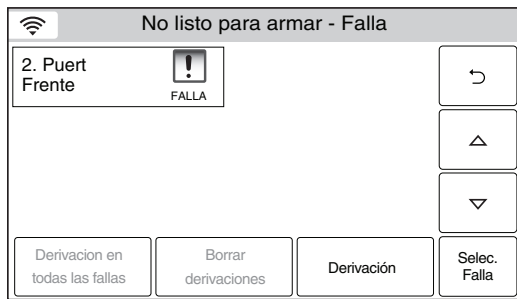 No listo para armar - Falla
2. Puert
Frente
FALLA
Derivacion en
todas las fallas
Borrar
derivaciones
Derivación
Selec.
Falla